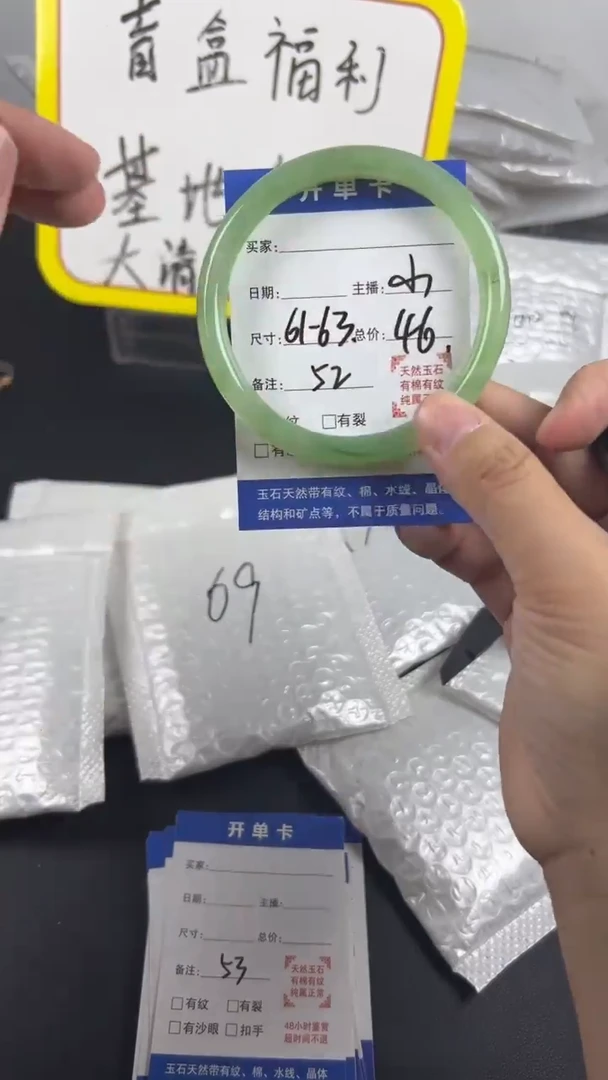 盲盒福利
基地
大清
开单卡
买家:
日期: 主播:小
尺寸:61-63. 总价:46.
备注:52
天然玉石
有棉有纹
纯属正
纹 □有裂
□有
玉石天然带有纹、棉、水线、晶体
结构和矿点等，不属于质量问题。
69
开单卡
买家:
日期: 主播:
尺寸: 总价:
备注:53
天然玉石
有棉有纹
纯属正常
□有纹 □有裂
□有沙眼 □扣手
48小时鉴赏
超时间不退
玉石天然带有纹、棉、水线、晶体